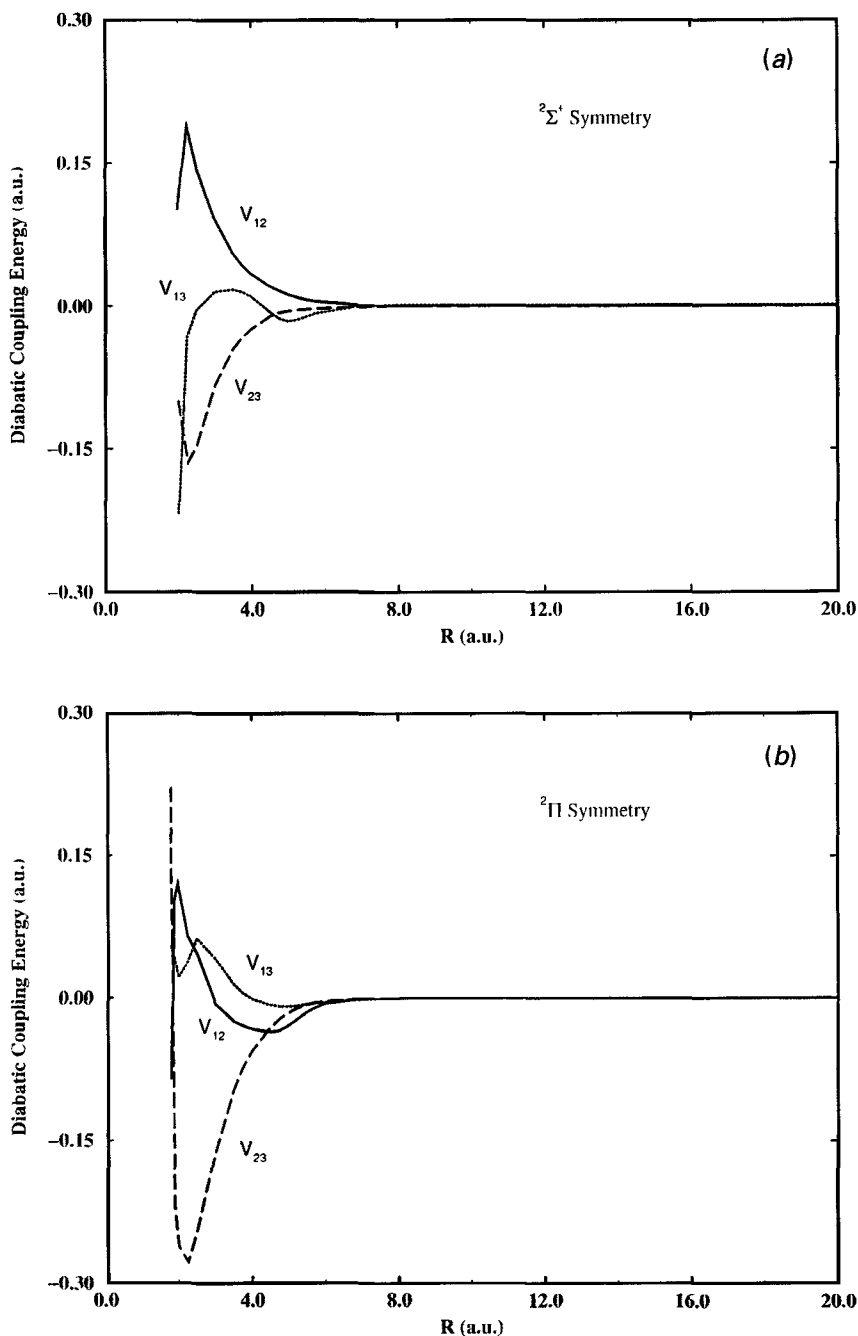 0.30
(a)
²Σ⁺ Symmetry
0.15
V₁₂
Diabatic Coupling Energy (a.u.)
V₁₃
0.00
V₂₃
−0.15
−0.30
0.0 4.0 8.0 12.0 16.0 20.0
R (a.u.)
0.30
(b)
²Π Symmetry
0.15
Diabatic Coupling Energy (a.u.)
V₁₃
0.00
V₁₂
−0.15
V₂₃
−0.30
0.0 4.0 8.0 12.0 16.0 20.0
R (a.u.)